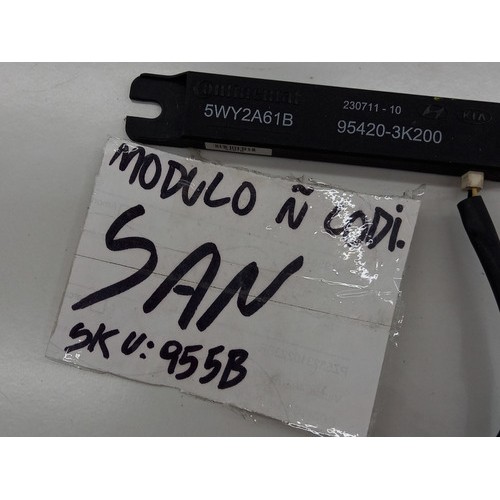 Continental
5WY2A61B
230711 - 10
95420-3K200
MODULO Ñ CODI.
SAN
SKU: 955B